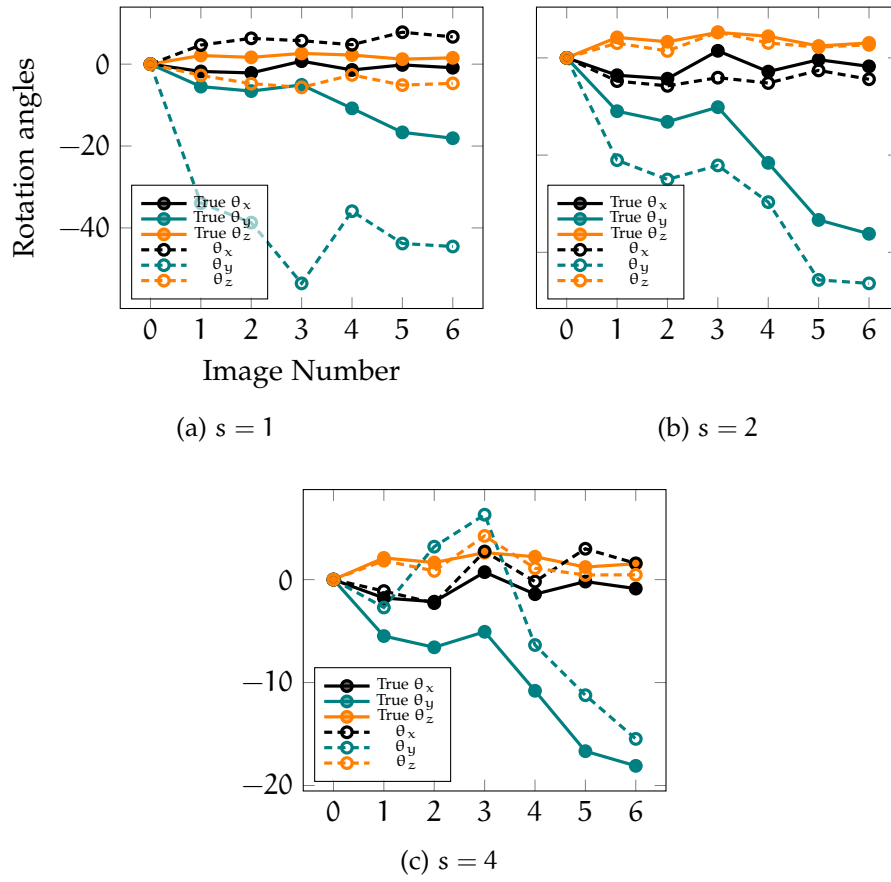 0
−20
−40
Rotation angles
True θx
True θy
True θz
θx
θy
θz
0 1 2 3 4 5 6
Image Number
(a) s = 1
True θx
True θy
True θz
θx
θy
θz
0 1 2 3 4 5 6
(b) s = 2
0
−10
−20
True θx
True θy
True θz
θx
θy
θz
0 1 2 3 4 5 6
(c) s = 4